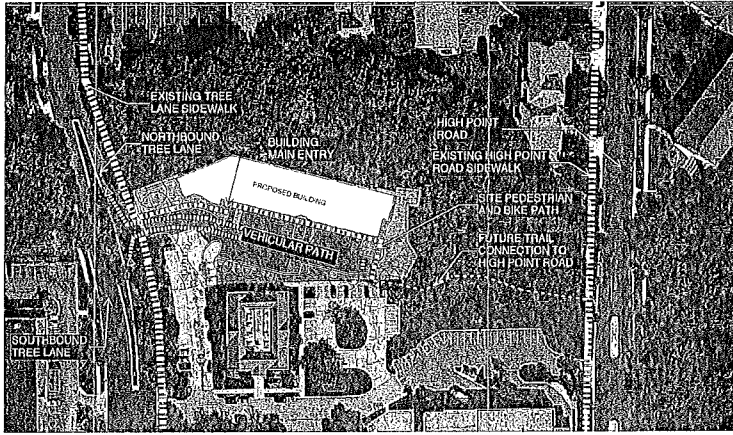 EXISTING TREE
LANE SIDEWALK
NORTHBOUND
TREE LANE
BUILDING
MAIN ENTRY
PROPOSED BUILDING
VEHICULAR PATH
HIGH POINT
ROAD
EXISTING HIGH POINT
ROAD SIDEWALK
SITE PEDESTRIAN
AND BIKE PATH
FUTURE TRAIL
CONNECTION TO
HIGH POINT ROAD
SOUTHBOUND
TREE LANE